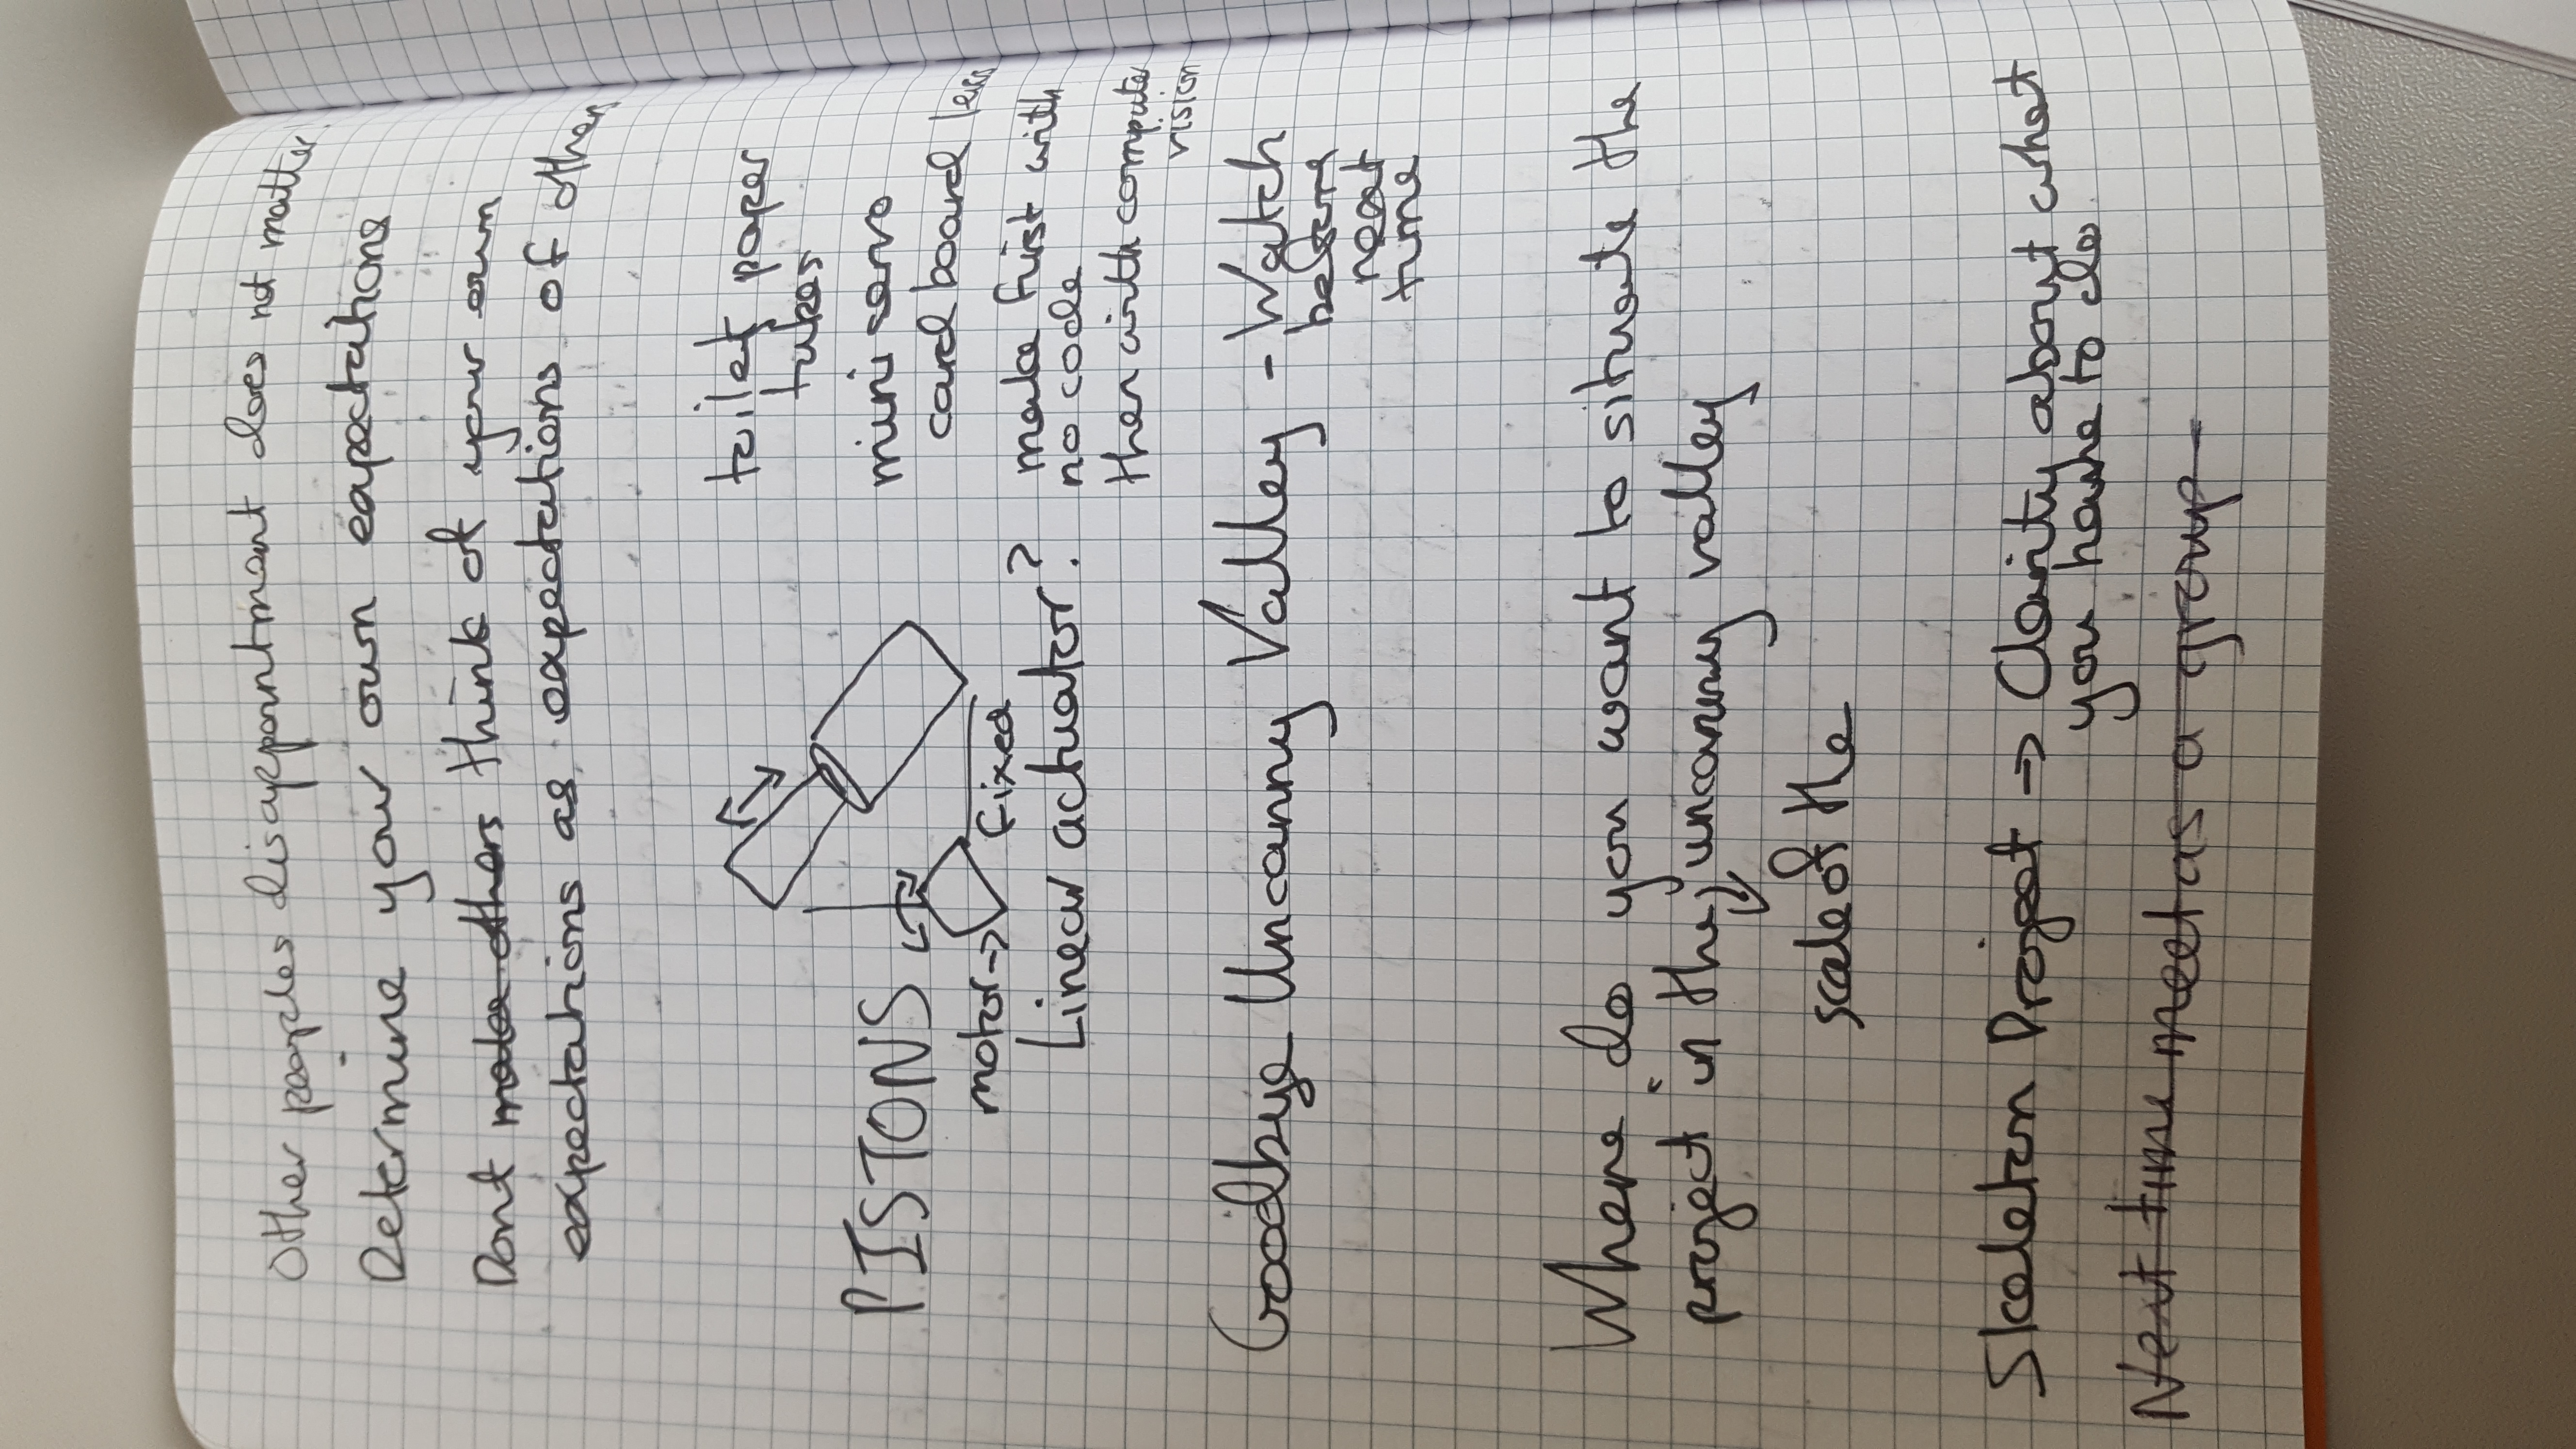 Other peoples disappointment does not matter.
Determine your own expectations
Dont make others think of your own
expectations as expectations of others
toilet paper
tubes
PISTONS
mini servo
card board less
motor->
fixed
make first with
Linear actuator?
no code
then with computer
vision
Goodbye Uncanny Valley - Watch
before
next
time
Where do you want to situate the
project in the, uncanny valley
scale of the
Skeleton Project -> Clarity about what
you have to do
Next time meet as a group